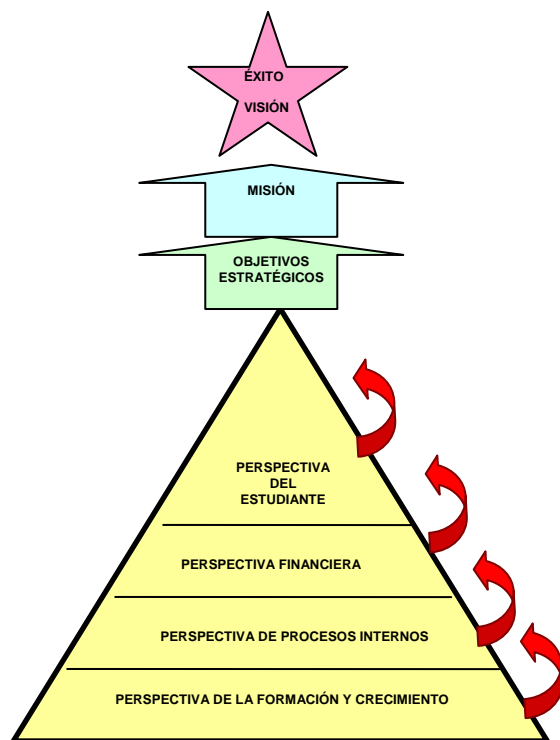 ÉXITO
VISIÓN
MISIÓN
OBJETIVOS
ESTRATÉGICOS
PERSPECTIVA
DEL
ESTUDIANTE
PERSPECTIVA FINANCIERA
PERSPECTIVA DE PROCESOS INTERNOS
PERSPECTIVA DE LA FORMACIÓN Y CRECIMIENTO